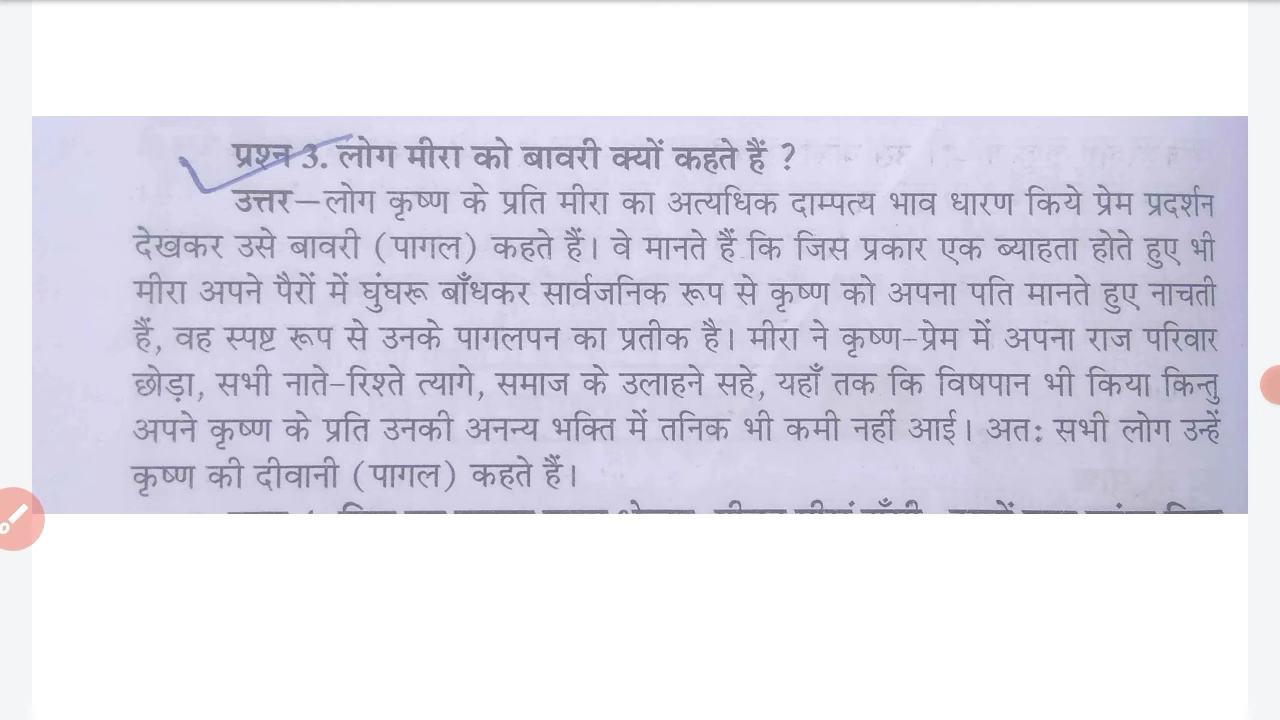 प्रश्न 3. लोग मीरा को बावरी क्यों कहते हैं ?
उत्तर—लोग कृष्ण के प्रति मीरा का अत्यधिक दाम्पत्य भाव धारण किये प्रेम प्रदर्शन
देखकर उसे बावरी (पागल) कहते हैं। वे मानते हैं कि जिस प्रकार एक ब्याहता होते हुए भी
मीरा अपने पैरों में घुंघरू बाँधकर सार्वजनिक रूप से कृष्ण को अपना पति मानते हुए नाचती
हैं, वह स्पष्ट रूप से उनके पागलपन का प्रतीक है। मीरा ने कृष्ण-प्रेम में अपना राज परिवार
छोड़ा, सभी नाते-रिश्ते त्यागे, समाज के उलाहने सहे, यहाँ तक कि विषपान भी किया किन्तु
अपने कृष्ण के प्रति उनकी अनन्य भक्ति में तनिक भी कमी नहीं आई। अतः सभी लोग उन्हें
कृष्ण की दीवानी (पागल) कहते हैं।